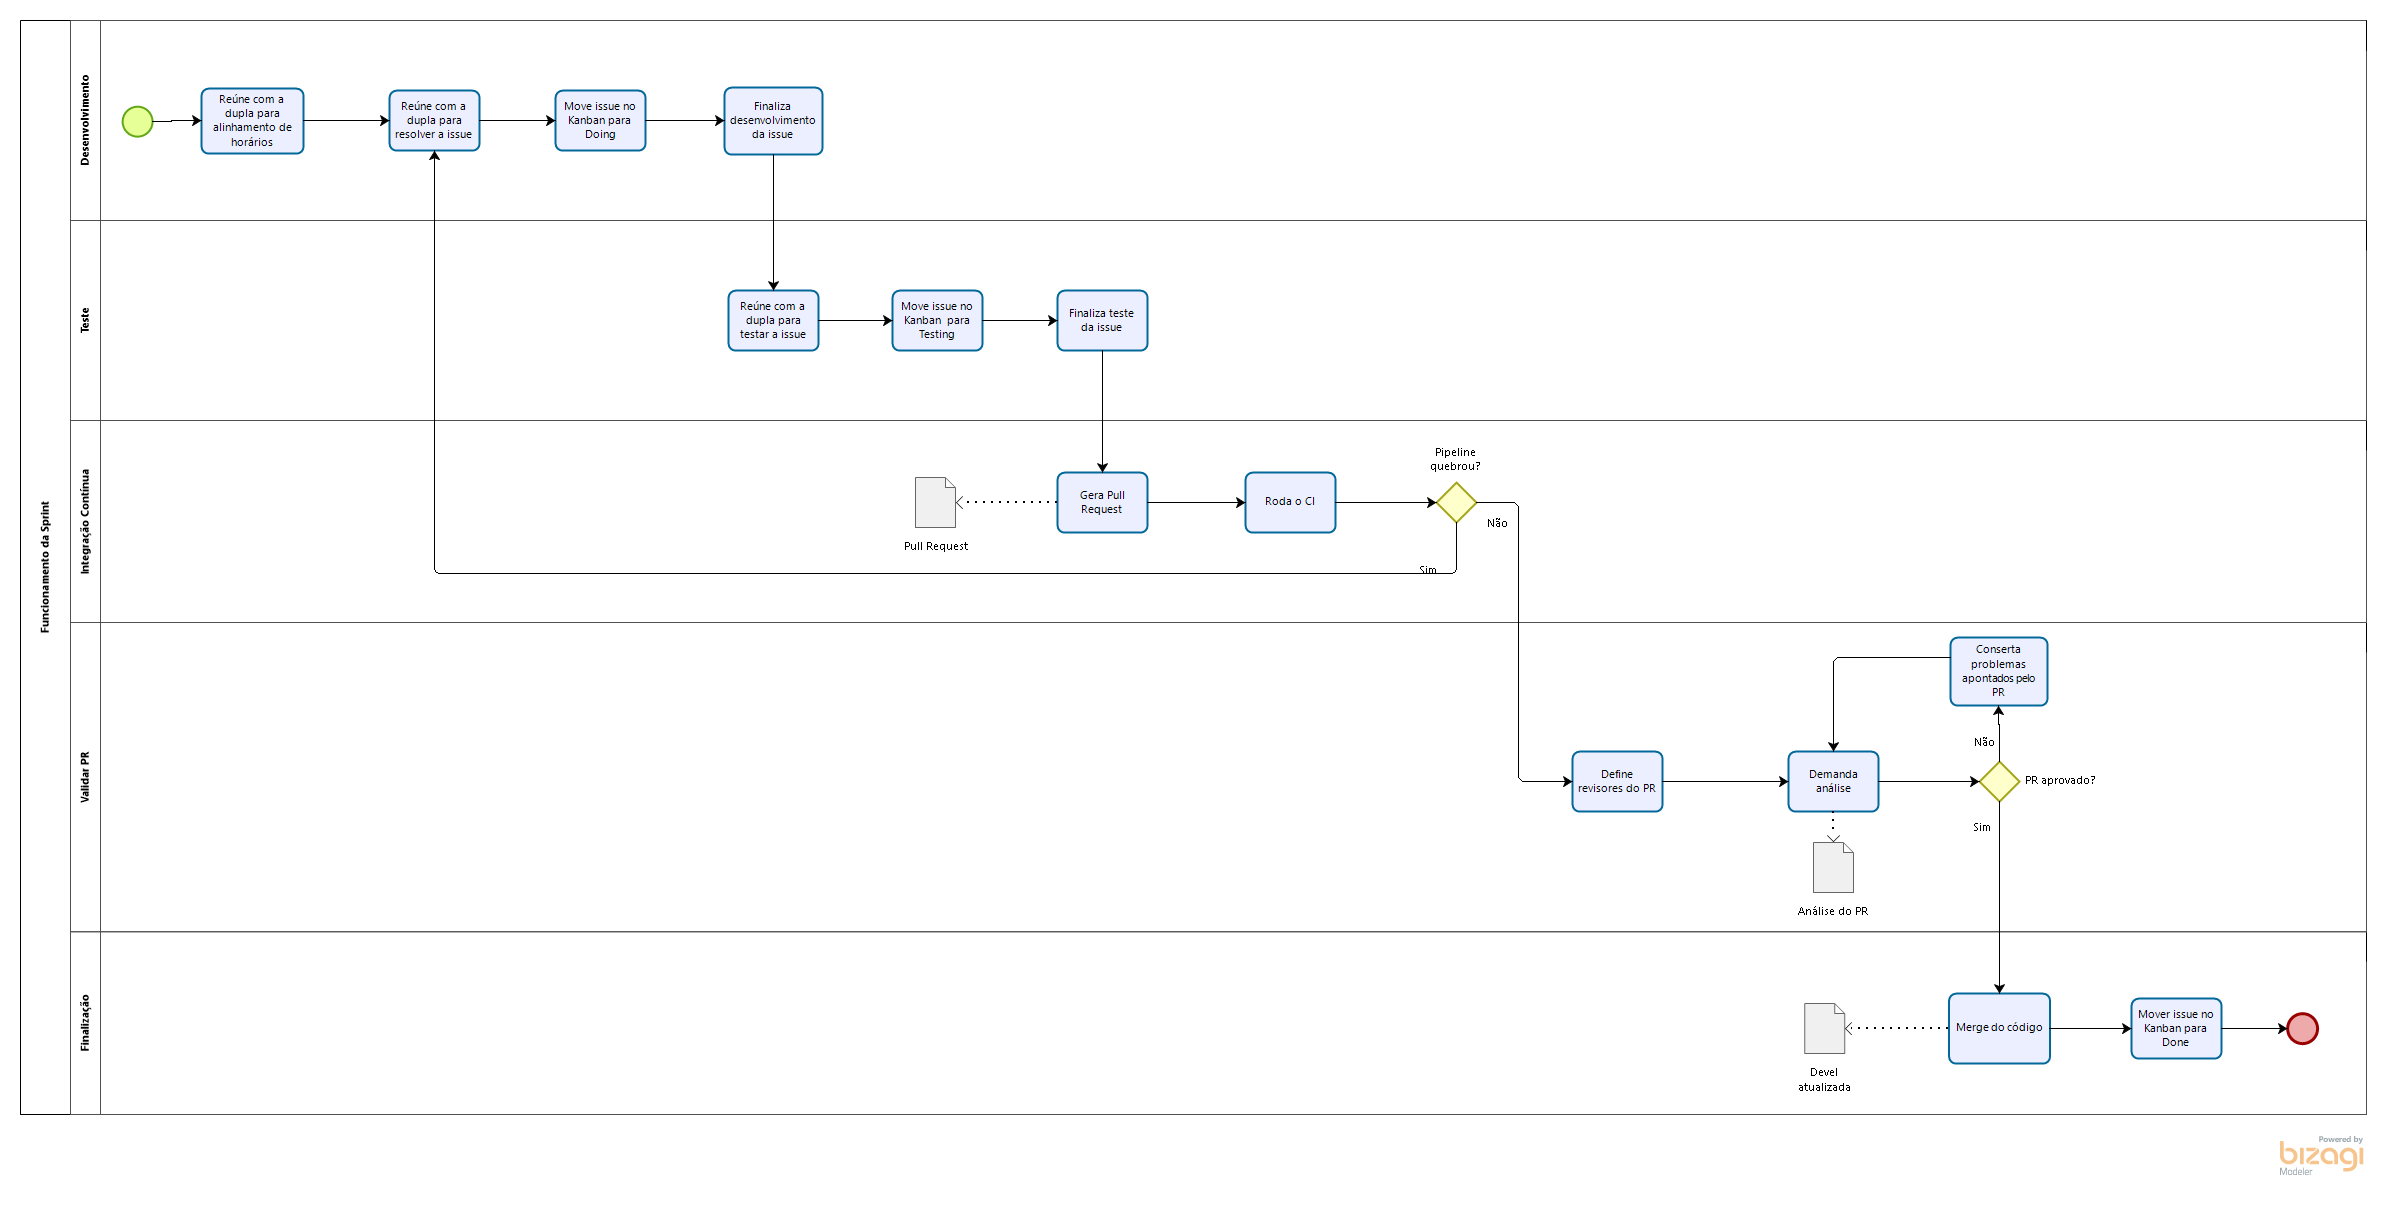 Funcionamento da Sprint
Desenvolvimento
Reúne com a
dupla para
alinhamento de
horários
Reúne com a
dupla para
resolver a issue
Move issue no
Kanban para
Doing
Finaliza
desenvolvimento
da issue
Teste
Reúne com a
dupla para
testar a issue
Move issue no
Kanban para
Testing
Finaliza teste
da issue
Integração Contínua
Pull Request
Gera Pull
Request
Roda o CI
Pipeline
quebrou?
Não
Sim
Validar PR
Conserta
problemas
apontados pelo
PR
Não
Define
revisores do PR
Demanda
análise
PR aprovado?
Sim
Análise do PR
Finalização
Devel
atualizada
Merge do código
Mover issue no
Kanban para
Done
Powered by
bizagi
Modeler